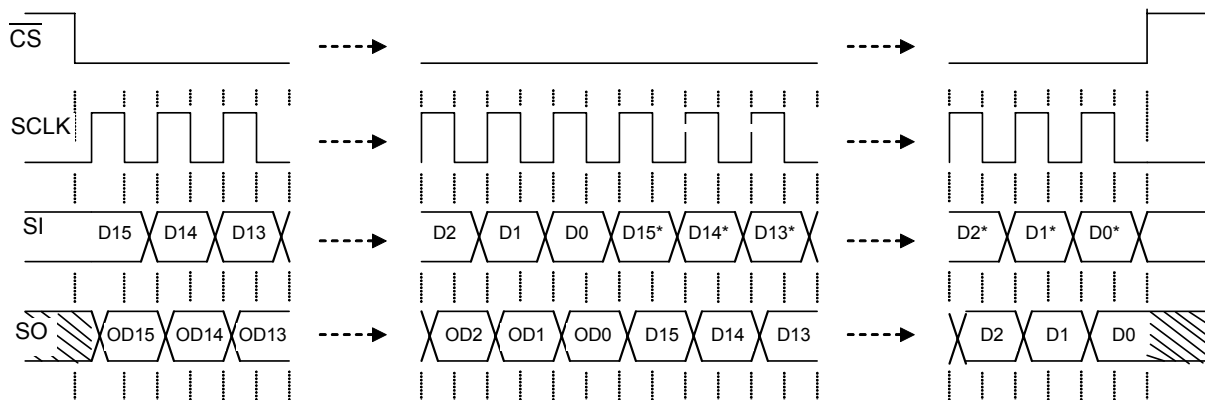 CS
SCLK
SI D15 D14 D13 D2 D1 D0 D15* D14* D13* D2* D1* D0*
SO OD15 OD14 OD13 OD2 OD1 OD0 D15 D14 D13 D2 D1 D0